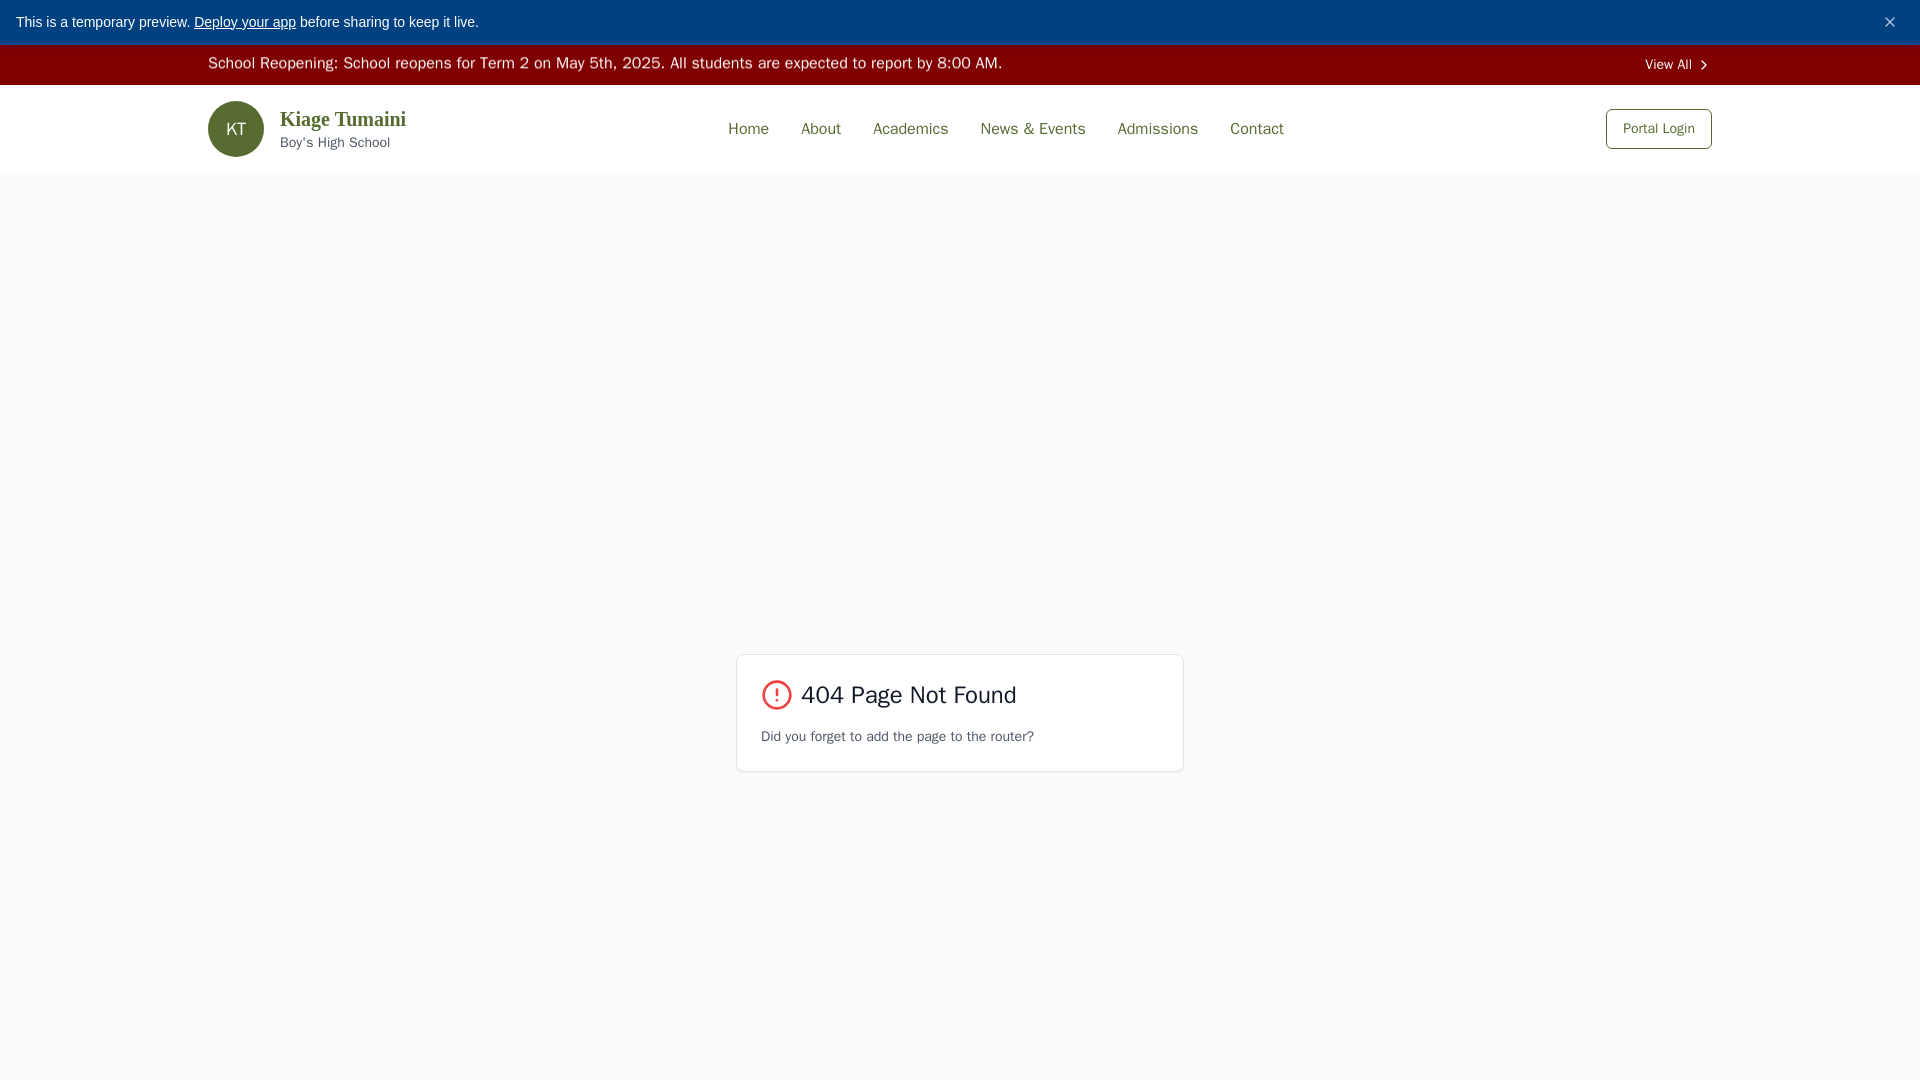 This is a temporary preview. Deploy your app before sharing to keep it live.
School Reopening: School reopens for Term 2 on May 5th, 2025. All students are expected to report by 8:00 AM.
View All
KT
Kiage Tumaini
Boy's High School
Home
About
Academics
News & Events
Admissions
Contact
Portal Login
404 Page Not Found
Did you forget to add the page to the router?